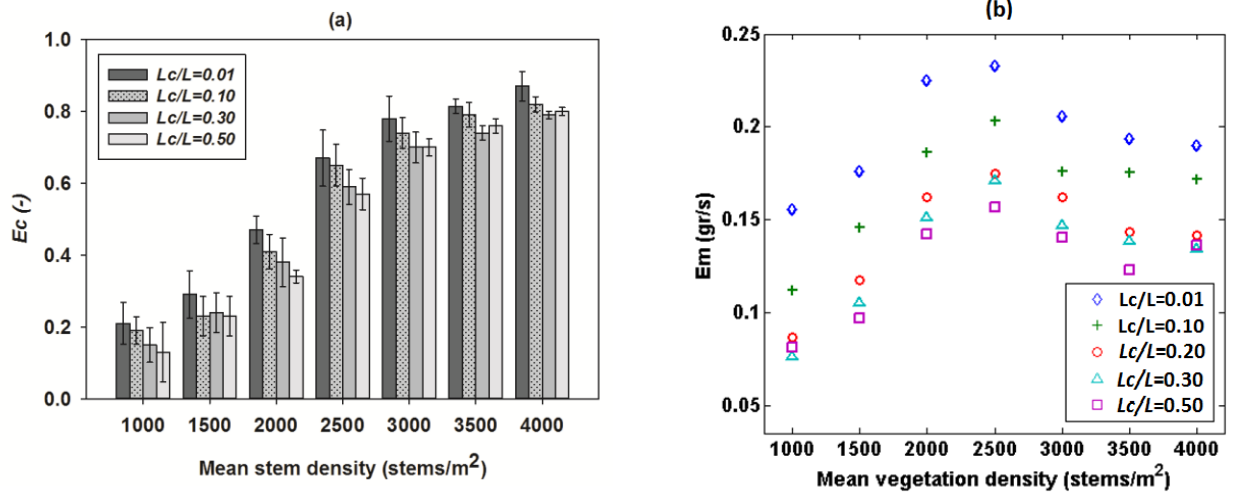 (a)
1.0
0.8
0.6
0.4
0.2
0.0
Ec (-)
Lc/L=0.01
Lc/L=0.10
Lc/L=0.30
Lc/L=0.50
1000 1500 2000 2500 3000 3500 4000
Mean stem density (stems/m²)
(b)
0.25
0.2
0.15
0.1
0.05
Em (gr/s)
Lc/L=0.01
Lc/L=0.10
Lc/L=0.20
Lc/L=0.30
Lc/L=0.50
1000 1500 2000 2500 3000 3500 4000
Mean vegetation density (stems/m²)